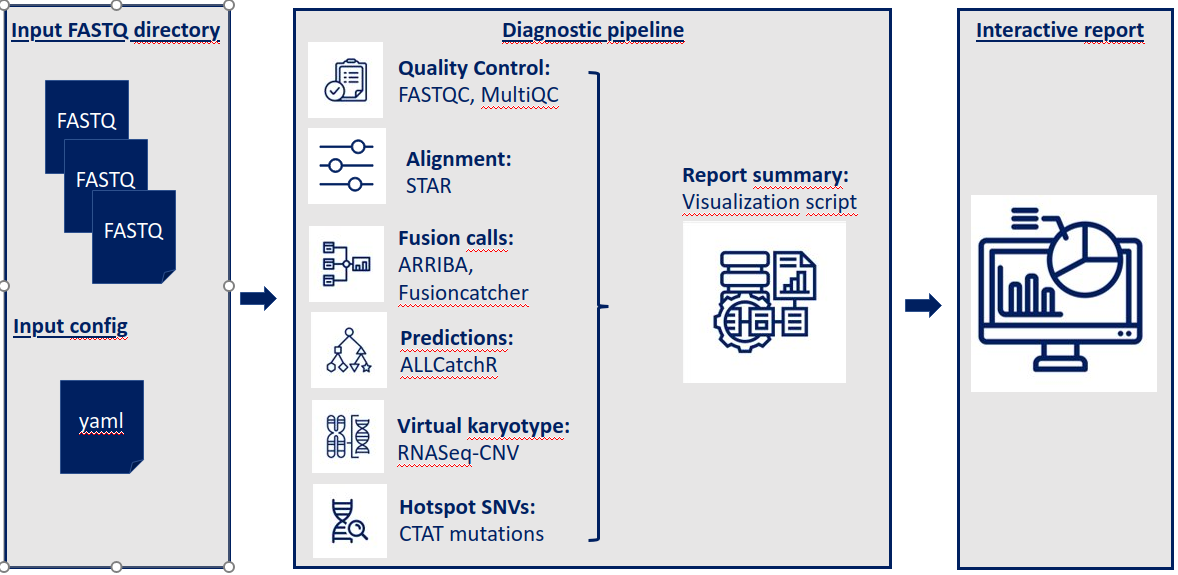 Input FASTQ directory
FASTQ
FASTQ
FASTQ
Input config
yaml
Diagnostic pipeline
Quality Control:
FASTQC, MultiQC
Alignment:
STAR
Fusion calls:
ARRIBA,
Fusioncatcher
Predictions:
ALLCatchR
Virtual karyotype:
RNASeq-CNV
Hotspot SNVs:
CTAT mutations
Report summary:
Visualization script
Interactive report